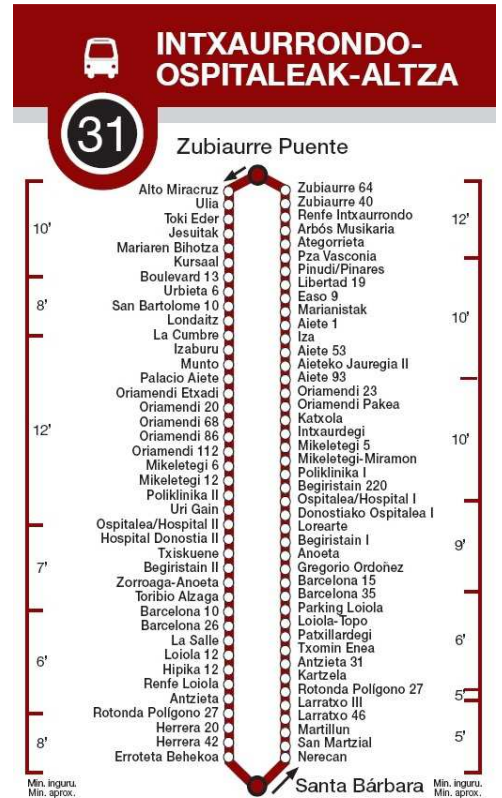 INTXAURRONDO-
OSPITALEAK-ALTZA
31
Zubiaurre Puente
Alto Miracruz
Ulia
Toki Eder
Jesuitak
Mariaren Bihotza
Kursaal
Boulevard 13
Urbieta 6
San Bartolome 10
Londaitz
La Cumbre
Izaburu
Munto
Palacio Aiete
Oriamendi Etxadi
Oriamendi 20
Oriamendi 68
Oriamendi 86
Oriamendi 112
Mikeletegi 6
Mikeletegi 12
Poliklinika II
Uri Gain
Ospitalea/Hospital II
Hospital Donostia II
Txiskuene
Begiristain II
Zorroaga-Anoeta
Toribio Alzaga
Barcelona 10
Barcelona 26
La Salle
Loiola 12
Hipika 12
Renfe Loiola
Antzieta
Rotonda Polígono 27
Herrera 20
Herrera 42
Erroteta Behekoa
10'
8'
12'
7'
6'
8'
Min. inguru.
Min. aprox.
Zubiaurre 64
Zubiaurre 40
Renfe Intxaurrondo
Arbós Musikaria
Ategorrieta
Pza Vasconia
Pinudi/Pinares
Libertad 19
Easo 9
Marianistak
Aiete 1
Iza
Aiete 53
Aieteko Jauregia II
Aiete 93
Oriamendi 23
Oriamendi Pakea
Katxola
Intxaurdegi
Mikeletegi 5
Mikeletegi-Miramon
Poliklinika I
Begiristain 220
Ospitalea/Hospital I
Donostiako Ospitalea I
Lorearte
Begiristain I
Anoeta
Gregorio Ordoñez
Barcelona 15
Barcelona 35
Parking Loiola
Loiola-Topo
Patxillardegi
Txomin Enea
Antzieta 31
Kartzela
Rotonda Polígono 27
Larratxo III
Larratxo 46
Martillun
San Martzial
Nerecan
12'
10'
10'
9'
6'
5'
5'
Santa Bárbara
Min. inguru.
Min. aprox.